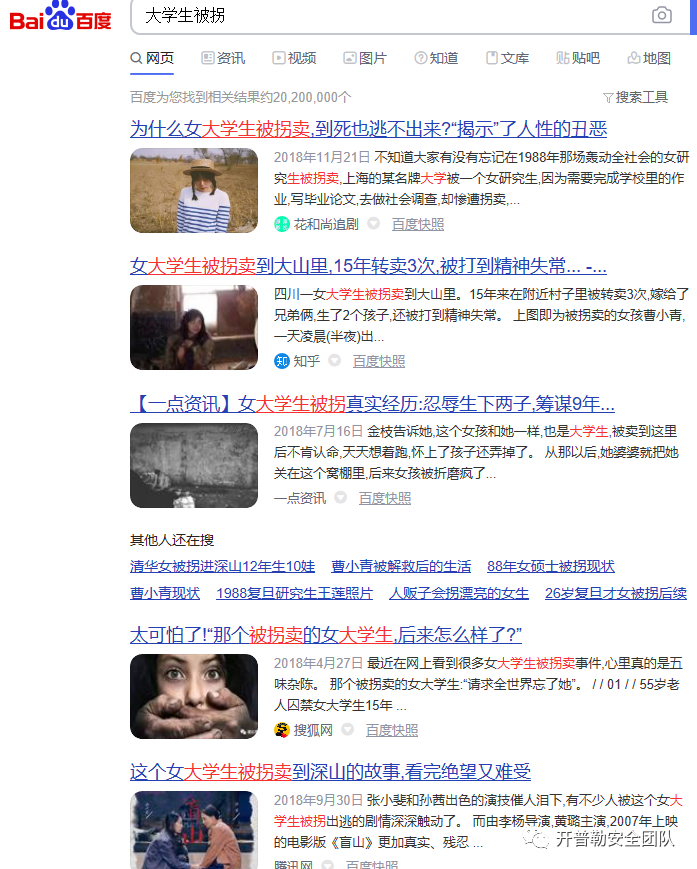 Bai du 百度
大学生被拐
网页 资讯 视频 图片 知道 文库 贴吧 地图
百度为您找到相关结果约20,200,000个 搜索工具
为什么女大学生被拐卖,到死也逃不出来?“揭示”了人性的丑恶
2018年11月21日 不知道大家有没有忘记在1988年那场轰动全社会的女研
究生被拐卖,上海的某名牌大学被一个女研究生,因为需要完成学校里的作
业,写毕业论文,去做社会调查,却惨遭拐卖,...
花和尚追剧 百度快照
女大学生被拐卖到大山里,15年转卖3次,被打到精神失常... -...
四川一女大学生被拐卖到大山里。15年来在附近村子里被转卖3次,嫁给了
兄弟俩,生了2个孩子,还被打到精神失常。 上图即为被拐卖的女孩曹小青,
一天凌晨(半夜)出...
知 知乎 百度快照
【一点资讯】女大学生被拐真实经历:忍辱生下两子,筹谋9年...
2018年7月16日 金枝告诉她,这个女孩和她一样,也是大学生,被卖到这里
后不肯认命,天天想着跑,怀上了孩子还弄掉了。 从那以后,她婆婆就把她
关在这个窝棚里,后来女孩被折磨疯了...
一点资讯 百度快照
其他人还在搜
清华女被拐进深山12年生10娃 曹小青被解救后的生活 88年女硕士被拐现状
曹小青现状 1988复旦研究生王莲照片 人贩子会拐漂亮的女生 26岁复旦才女被拐后续
太可怕了!“那个被拐卖的女大学生,后来怎么样了?”
2018年4月27日 最近在网上看到很多女大学生被拐卖事件,心里真的是五
味杂陈。 那个被拐卖的女大学生:“请求全世界忘了她”。 / / 01 / / 55岁老
人囚禁女大学生15年 ...
搜狐网 百度快照
这个女大学生被拐卖到深山的故事,看完绝望又难受
2018年9月30日 张小斐和孙茜出色的演技催人泪下,有不少人被这个女大
学生被拐出逃的剧情深深触动了。 而由李杨导演,黄璐主演,2007年上映
的电影版《盲山》更加真实、残忍 ...
腾讯网 百度快照
开普勒安全团队